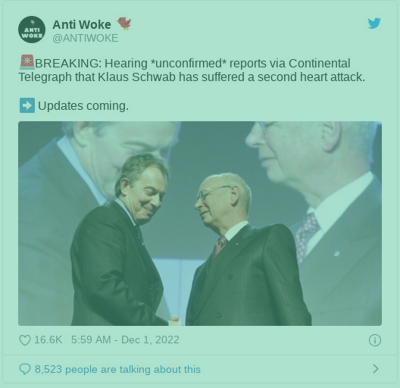 Anti Woke
@ANTIWOKE
ANTI
WOKE
BREAKING: Hearing *unconfirmed* reports via Continental
Telegraph that Klaus Schwab has suffered a second heart attack.
Updates coming.
16.6K 5:59 AM - Dec 1, 2022
8,523 people are talking about this